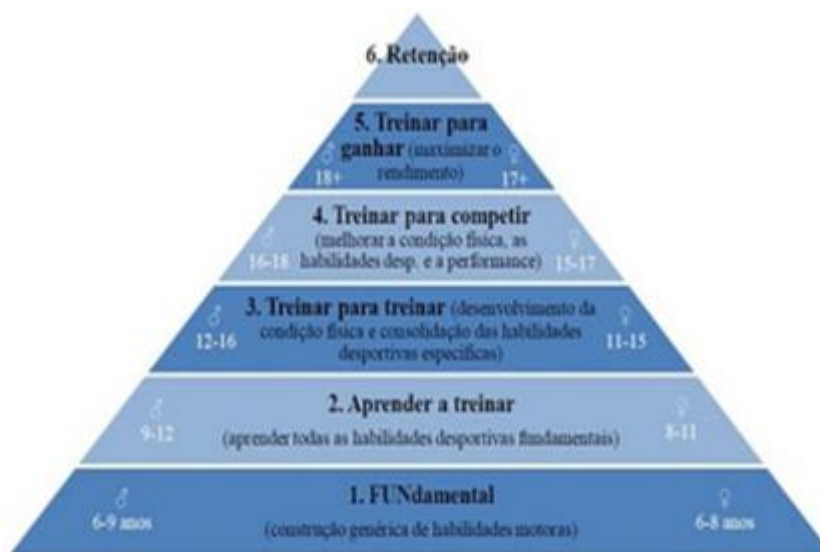 6. Retenção
5. Treinar para
ganhar (maximizar o
rendimento)
♂
18+
♀
17+
4. Treinar para competir
(melhorar a condição física, as
habilidades desp. e a performance)
♂
16-18
♀
15-17
3. Treinar para treinar (desenvolvimento da
condição física e consolidação das habilidades
desportivas específicas)
♂
12-16
♀
11-15
2. Aprender a treinar
(aprender todas as habilidades desportivas fundamentais)
♂
9-12
♀
8-11
1. FUNdamental
(construção genérica de habilidades motoras)
♂
6-9 anos
♀
6-8 anos